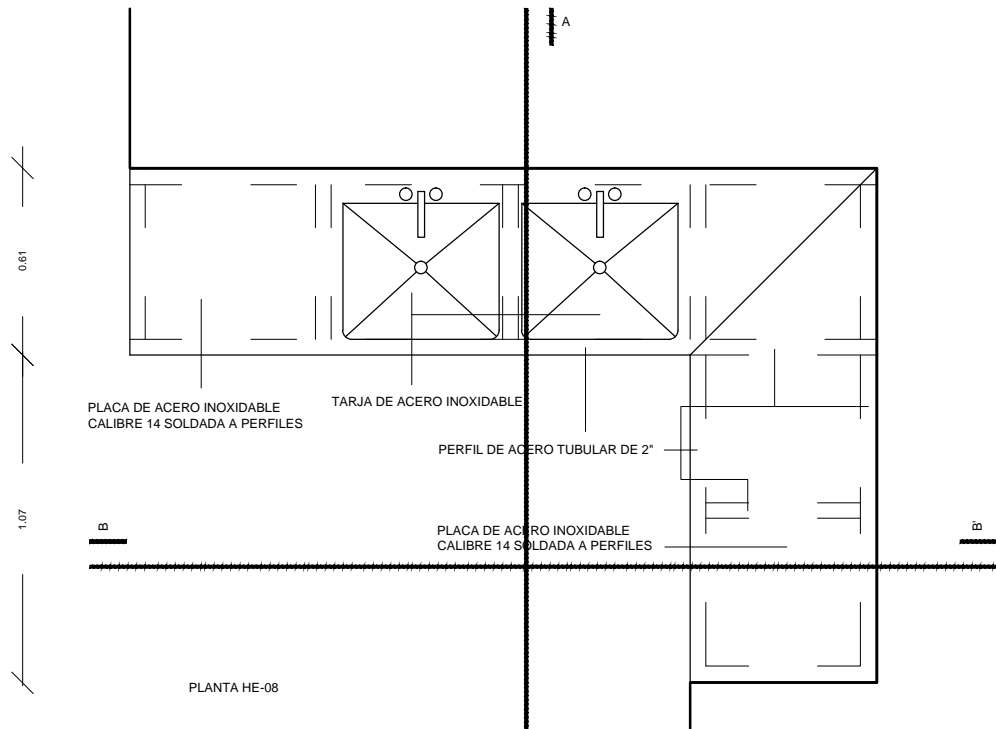 A
0.61
PLACA DE ACERO INOXIDABLE
CALIBRE 14 SOLDADA A PERFILES
TARJA DE ACERO INOXIDABLE
PERFIL DE ACERO TUBULAR DE 2"
1.07
B
B'
PLACA DE ACERO INOXIDABLE
CALIBRE 14 SOLDADA A PERFILES
PLANTA HE-08